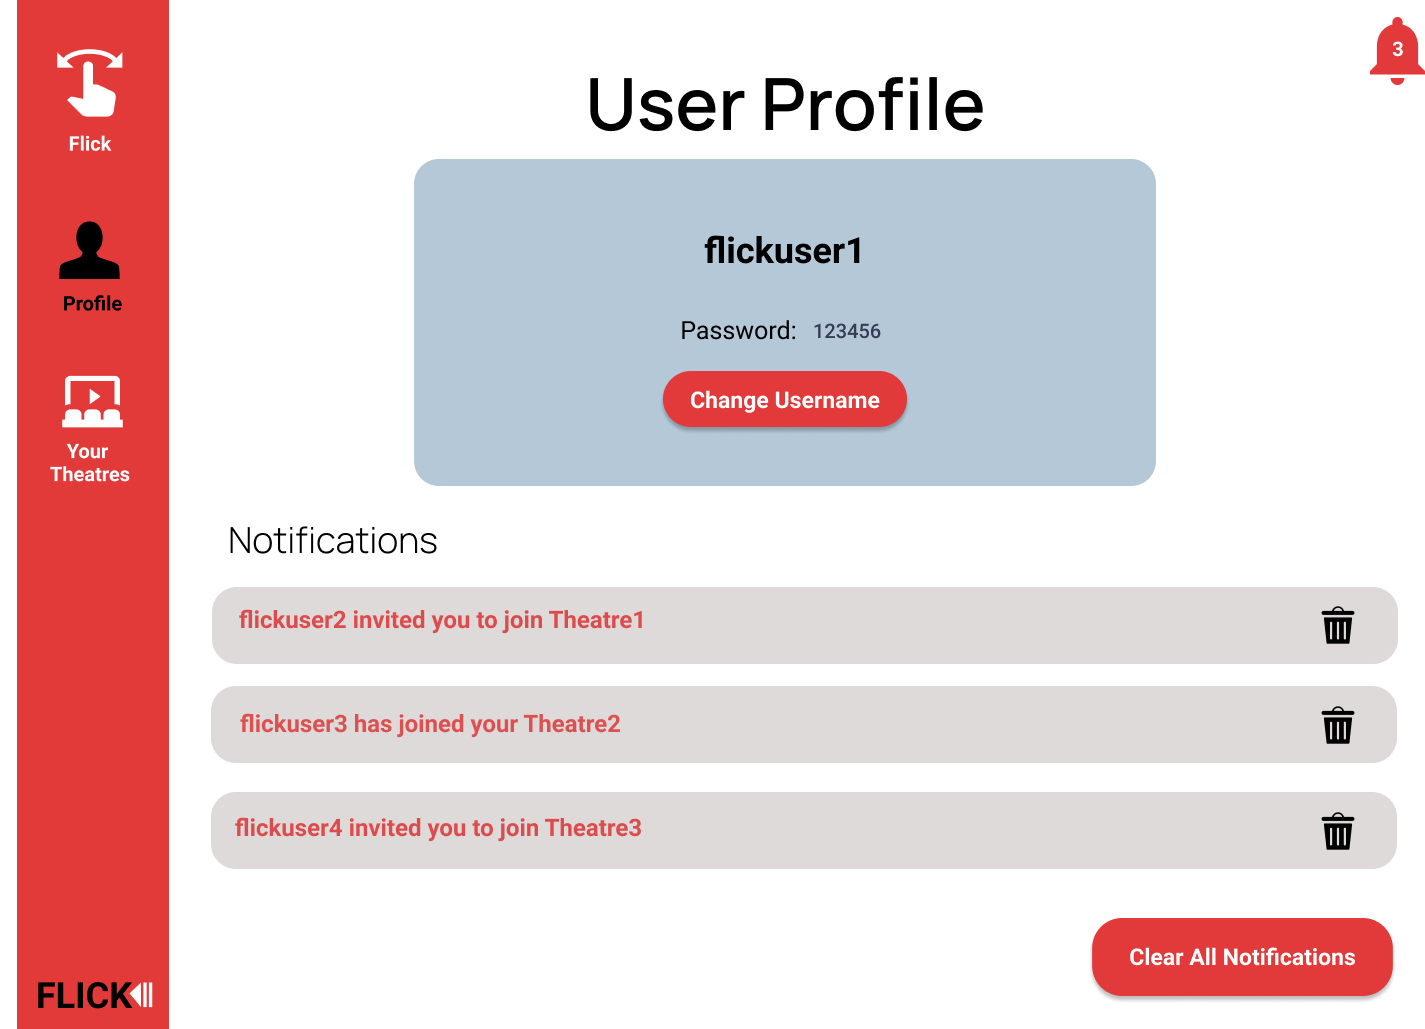 3
User Profile
Flick
flickuser1
Profile
Password: 123456
Change Username
Your
Theatres
Notifications
flickuser2 invited you to join Theatre1
flickuser3 has joined your Theatre2
flickuser4 invited you to join Theatre3
Clear All Notifications
FLICK